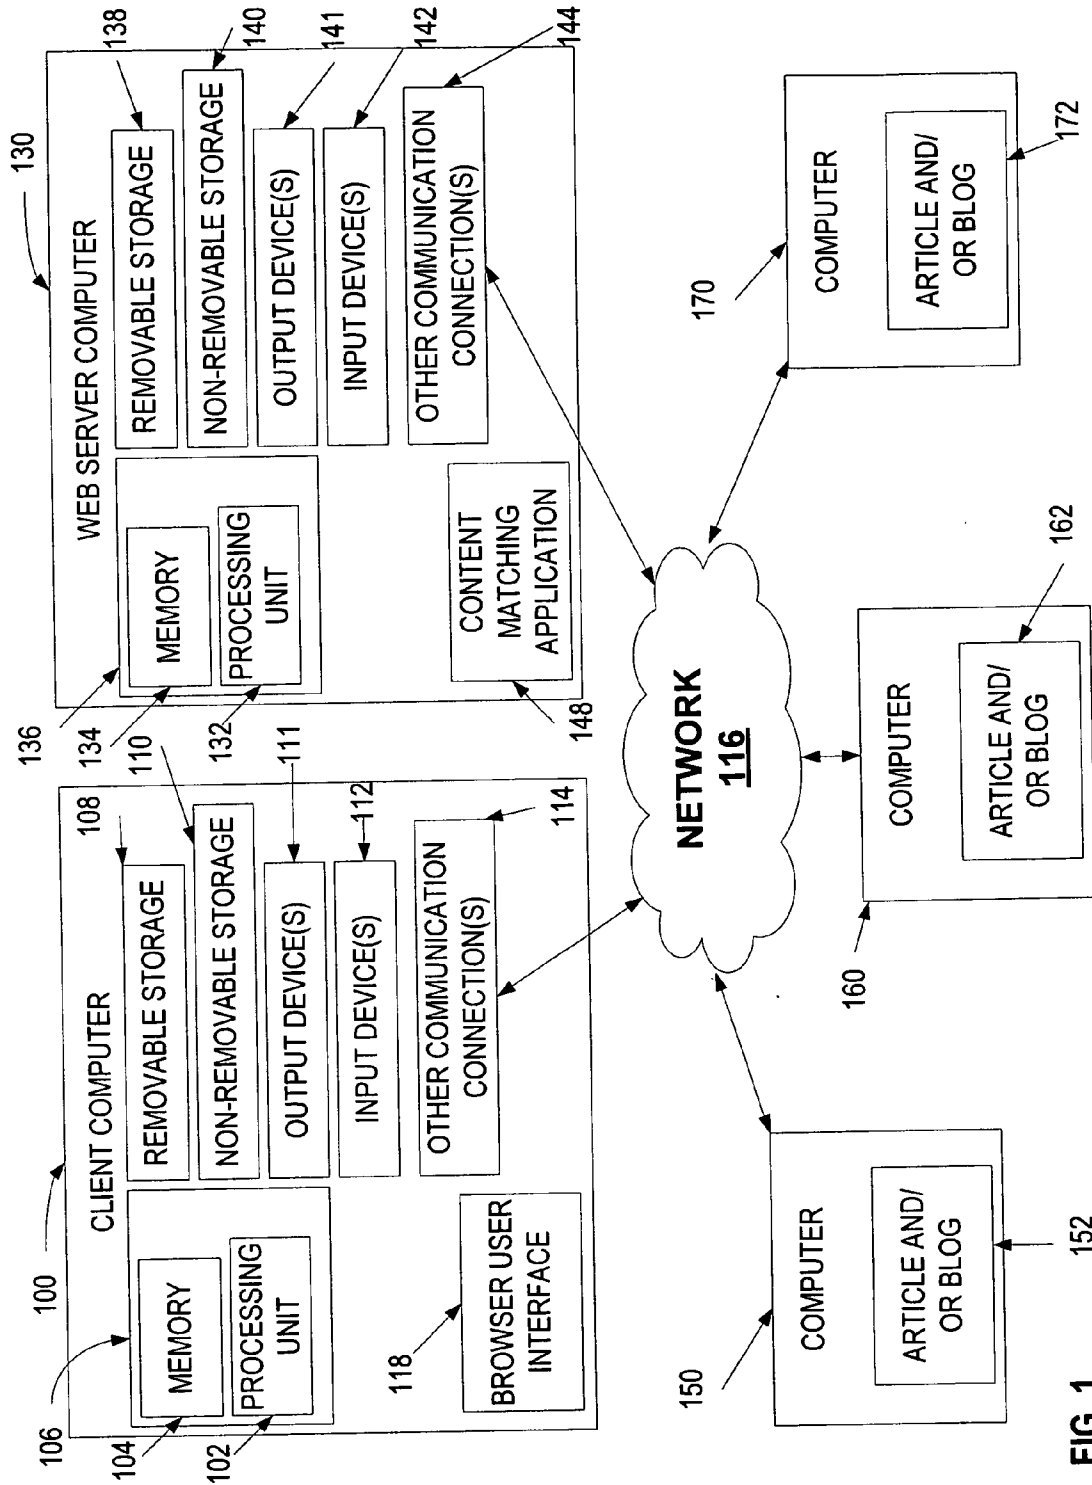 100
CLIENT COMPUTER
106
104
MEMORY
102
PROCESSING
UNIT
108
REMOVABLE STORAGE
110
NON-REMOVABLE STORAGE
111
OUTPUT DEVICE(S)
112
INPUT DEVICE(S)
114
OTHER COMMUNICATION
CONNECTION(S)
118
BROWSER USER
INTERFACE
130
WEB SERVER COMPUTER
136
134
MEMORY
132
PROCESSING
UNIT
138
REMOVABLE STORAGE
140
NON-REMOVABLE STORAGE
141
OUTPUT DEVICE(S)
142
INPUT DEVICE(S)
144
OTHER COMMUNICATION
CONNECTION(S)
148
CONTENT
MATCHING
APPLICATION
NETWORK
116
150
COMPUTER
ARTICLE AND/
OR BLOG
152
160
COMPUTER
ARTICLE AND/
OR BLOG
162
170
COMPUTER
ARTICLE AND/
OR BLOG
172
FIG. 1